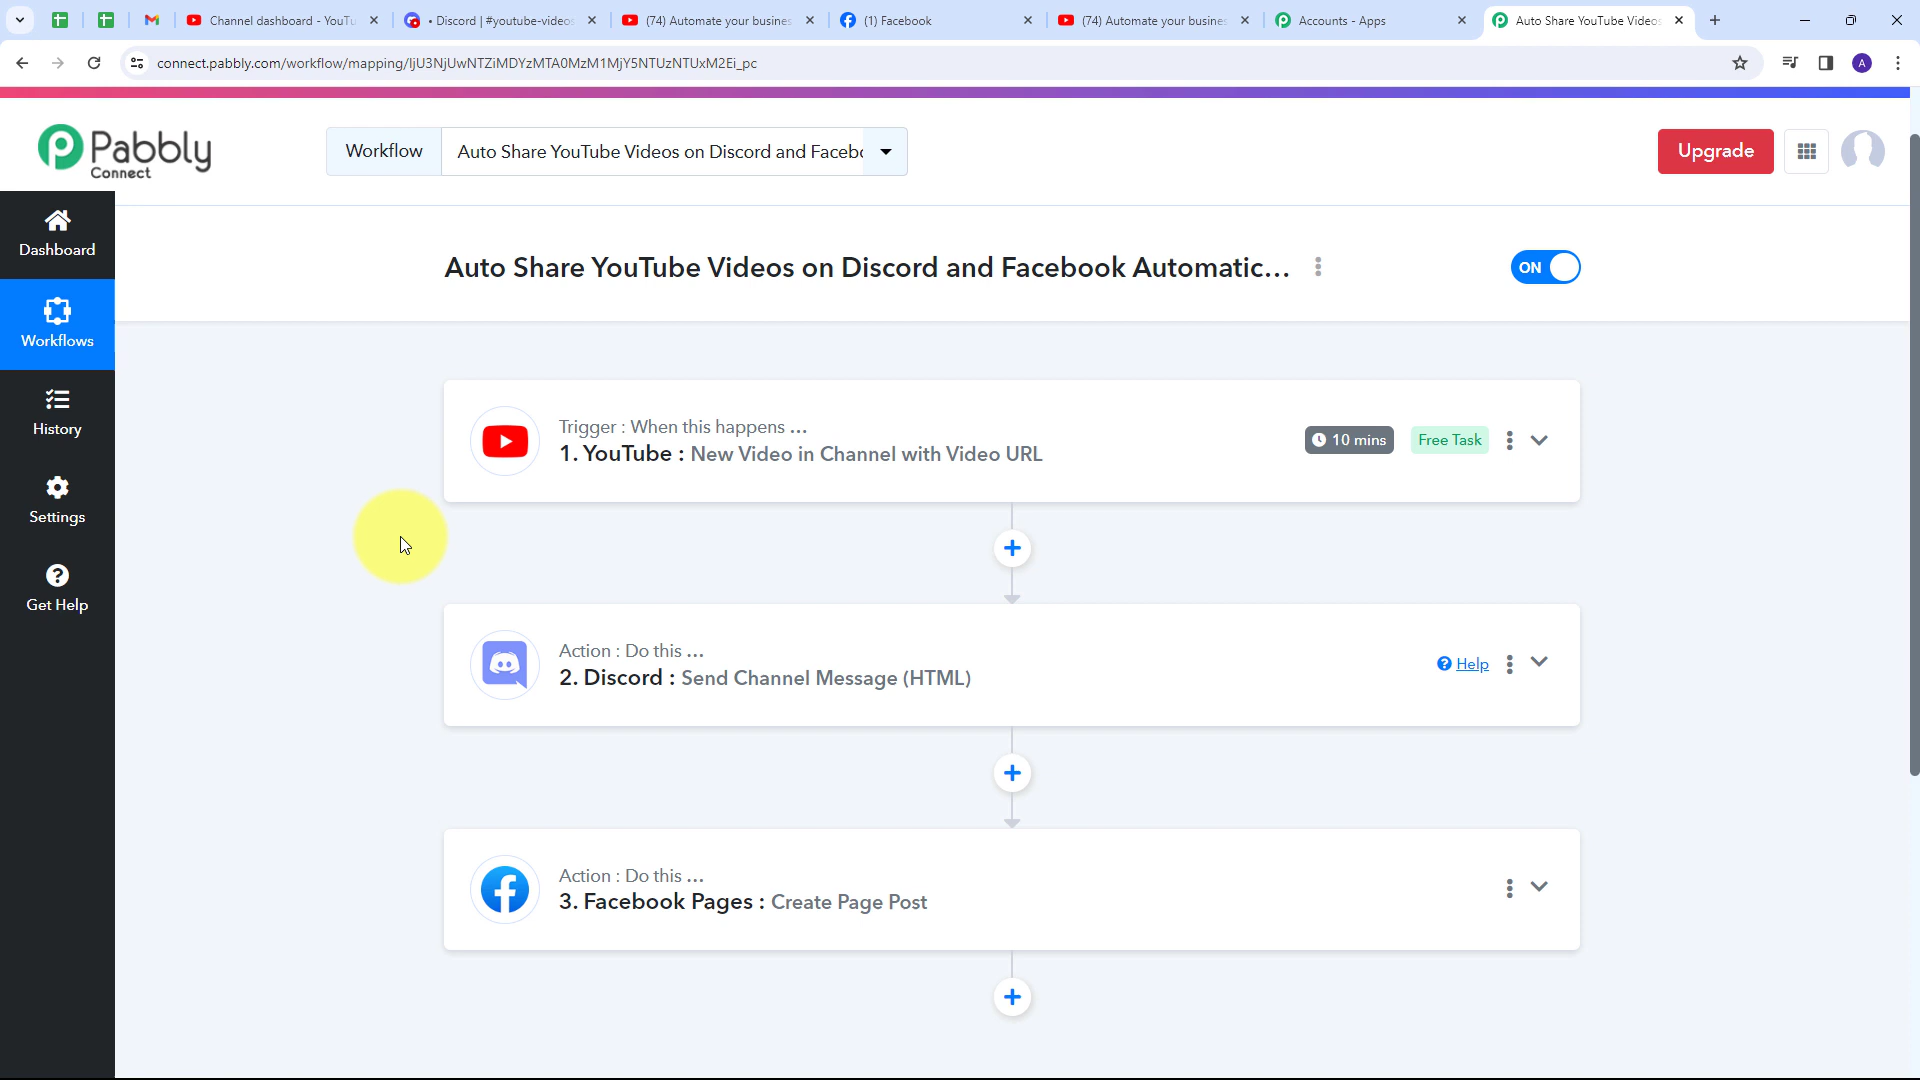 Channel dashboard - YouTu
• Discord | #youtube-videos
(74) Automate your busines
(1) Facebook
(74) Automate your busines
Accounts - Apps
Auto Share YouTube Videos
connect.pabbly.com/workflow/mapping/IjU3NjUwNTZiMDYzMTA0MzM1MjY5NTUzNTUxM2Ei_pc
A
Pabbly
Connect
Workflow
Auto Share YouTube Videos on Discord and Facebo
Upgrade
Dashboard
Workflows
History
Settings
Get Help
Auto Share YouTube Videos on Discord and Facebook Automatic...
ON
Trigger : When this happens ...
1. YouTube : New Video in Channel with Video URL
10 mins
Free Task
Action : Do this ...
2. Discord : Send Channel Message (HTML)
Help
Action : Do this ...
3. Facebook Pages : Create Page Post